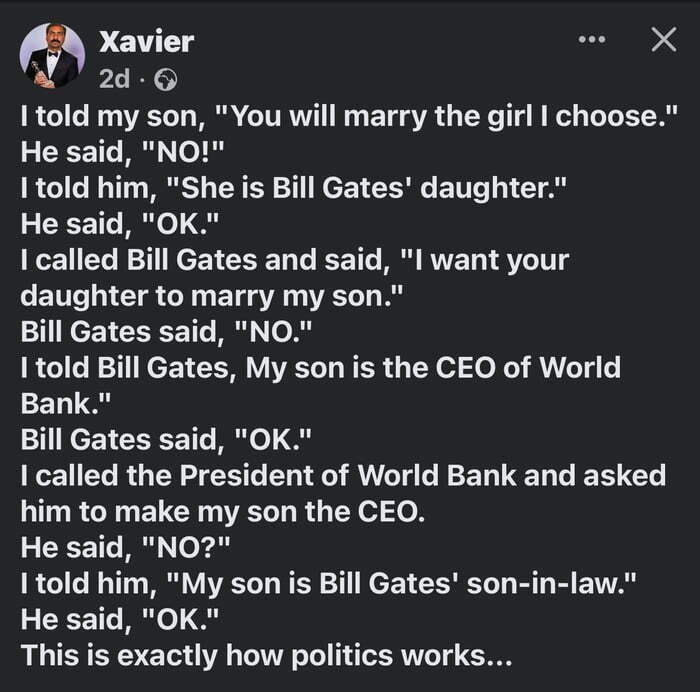 Xavier
2d ·
I told my son, "You will marry the girl I choose."
He said, "NO!"
I told him, "She is Bill Gates' daughter."
He said, "OK."
I called Bill Gates and said, "I want your
daughter to marry my son."
Bill Gates said, "NO."
I told Bill Gates, My son is the CEO of World
Bank."
Bill Gates said, "OK."
I called the President of World Bank and asked
him to make my son the CEO.
He said, "NO?"
I told him, "My son is Bill Gates' son-in-law."
He said, "OK."
This is exactly how politics works...